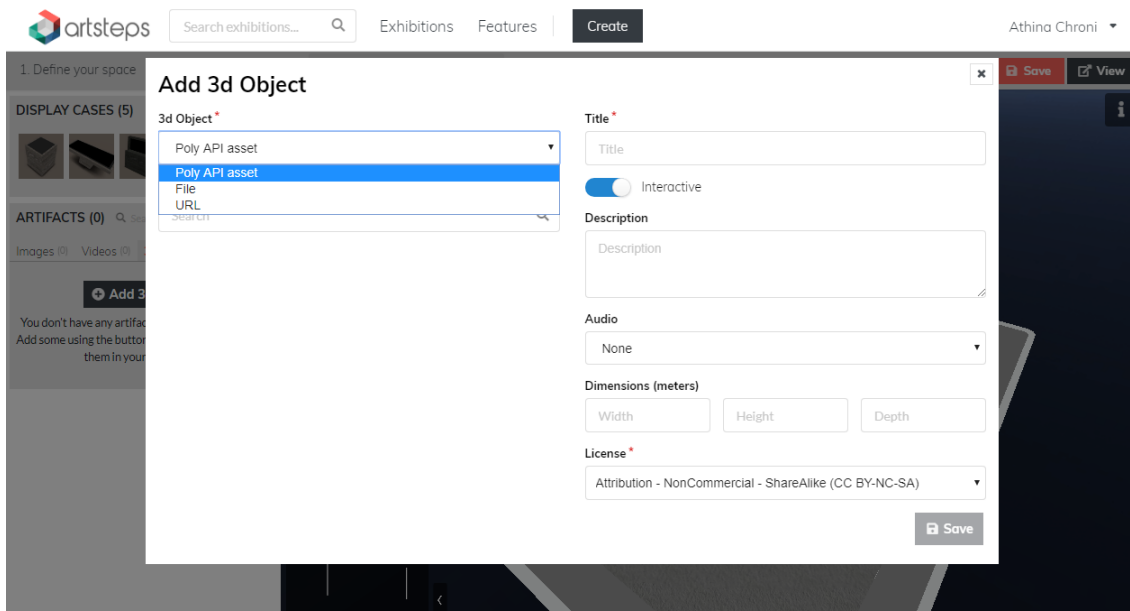 artsteps
Search exhibitions...
Exhibitions
Features
Create
Athina Chroni
1. Define your space
Save
View
DISPLAY CASES (5)
ARTIFACTS (0)
Images (0)
Videos (0)
Add 3
You don't have any artifac
Add some using the button
them in your
Add 3d Object
3d Object *
Poly API asset
Poly API asset
File
URL
Search
Title *
Title
Interactive
Description
Description
Audio
None
Dimensions (meters)
Width
Height
Depth
License *
Attribution - NonCommercial - ShareAlike (CC BY-NC-SA)
Save